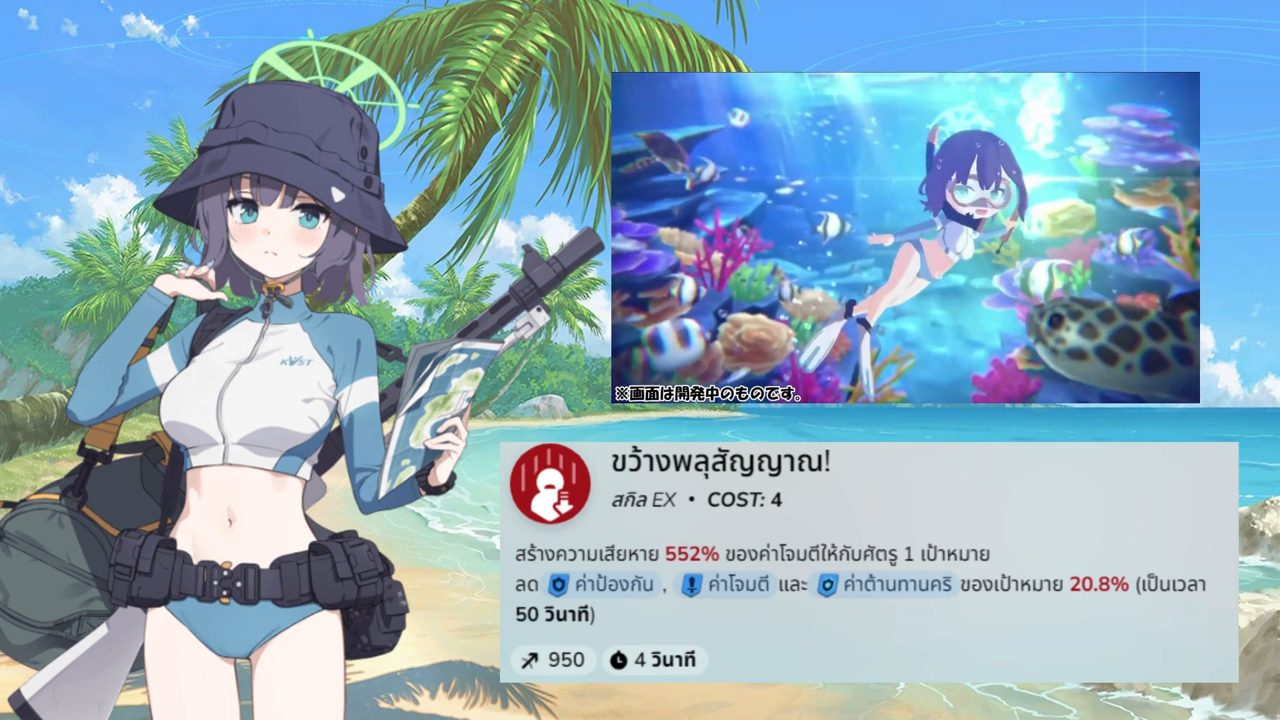 KVST
※画面は開発中のものです。
ขว้างพลุสัญญาณ!
สกิล EX • COST: 4
สร้างความเสียหาย 552% ของค่าโจมตีให้กับศัตรู 1 เป้าหมาย
ลด ค่าป้องกัน , ค่าโจมตี และ ค่าต้านทานคริ ของเป้าหมาย 20.8% (เป็นเวลา
50 วินาที)
950 4 วินาที